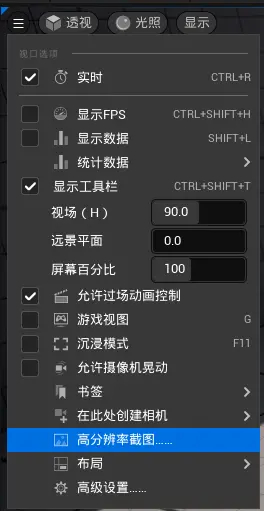 透视 光照 显示
视口选项
实时 CTRL+R
显示FPS CTRL+SHIFT+H
显示数据 SHIFT+L
统计数据
显示工具栏 CTRL+SHIFT+T
视场（H） 90.0
远景平面 0.0
屏幕百分比 100
允许过场动画控制
游戏视图 G
沉浸模式 F11
允许摄像机晃动
书签
在此处创建相机
高分辨率截图……
布局
高级设置……